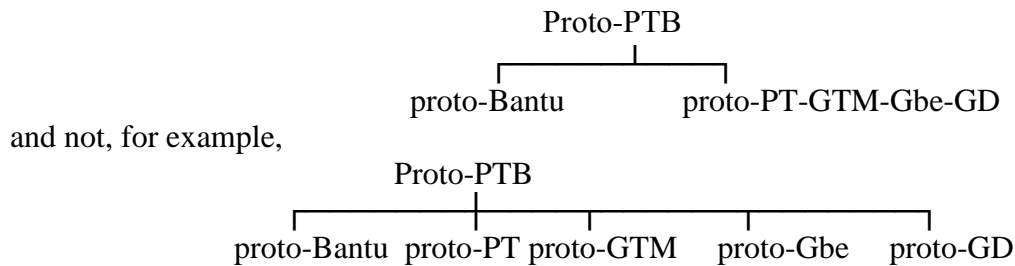 Proto-PTB
proto-Bantu proto-PT-GTM-Gbe-GD
and not, for example,
Proto-PTB
proto-Bantu proto-PT proto-GTM proto-Gbe proto-GD